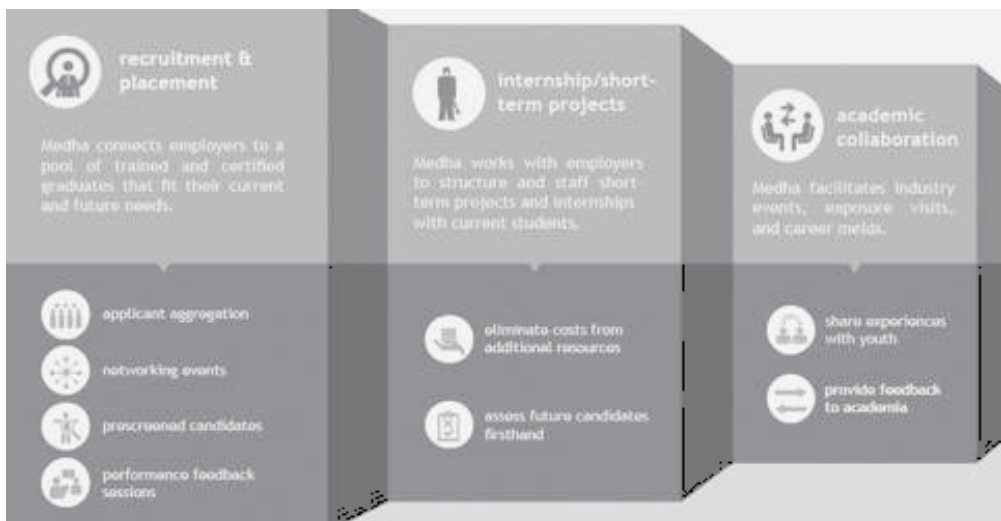 recruitment &
placement
Medha connects employers to a
pool of trained and certified
graduates that fit their current
and future needs.
applicant aggregation
networking events
prescreened candidates
performance feedback
sessions
internship/short-
term projects
Medha works with employers
to structure and staff short-
term projects and internships
with current students.
eliminate costs from
additional resources
assess future candidates
firsthand
academic
collaboration
Medha facilitates industry
events, exposure visits,
and career melas.
share experiences
with youth
provide feedback
to academia